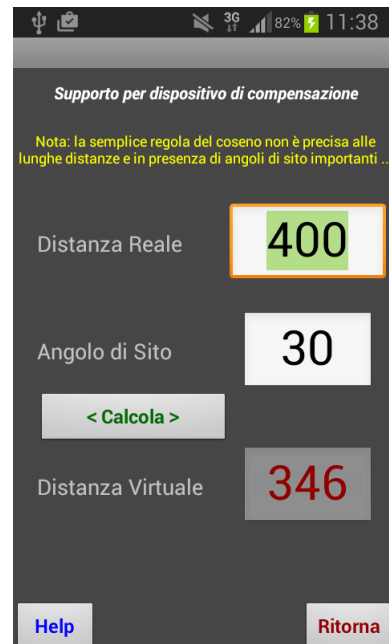 3G 82% 11:38
Supporto per dispositivo di compensazione
Nota: la semplice regola del coseno non è precisa alle
lunghe distanze e in presenza di angoli di sito importanti ..
Distanza Reale 400
Angolo di Sito 30
< Calcola >
Distanza Virtuale 346
Help Ritorna